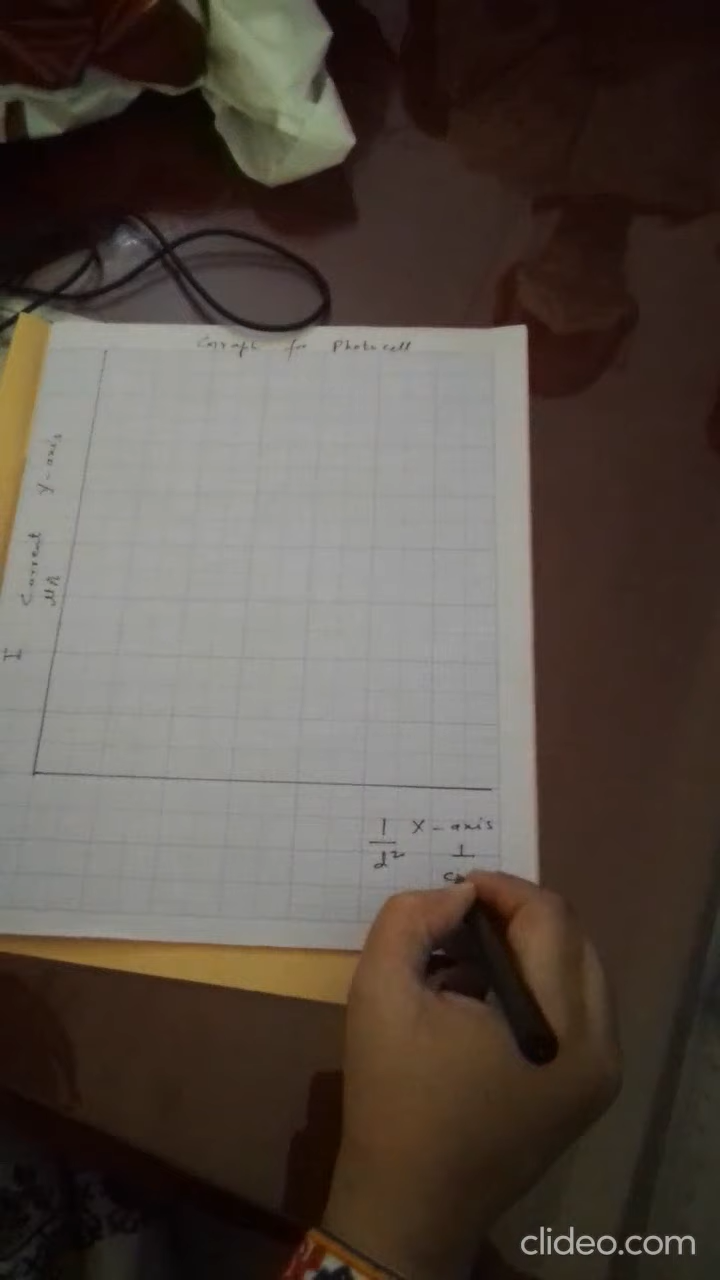 Graph for Photocell
Y-axis
Current
μA
I
X-axis
1
d²
1
clideo.com